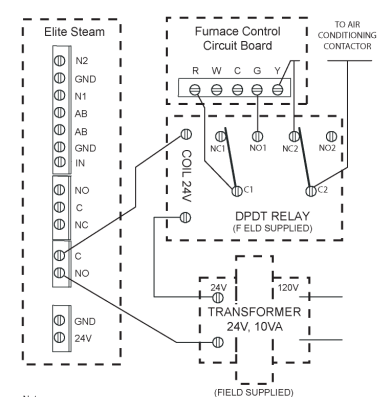 Elite Steam
N2
GND
N1
AB
AB
GND
IN
NO
C
NC
C
NO
GND
24V
Furnace Control
Circuit Board
R W C G Y
TO AIR
CONDITIONING
CONTACTOR
COIL 24V
NC1 NO1 NC2 NO2
C1 C2
DPDT RELAY
(F ELD SUPPLIED)
24V 120V
TRANSFORMER
24V, 10VA
(FIELD SUPPLIED)